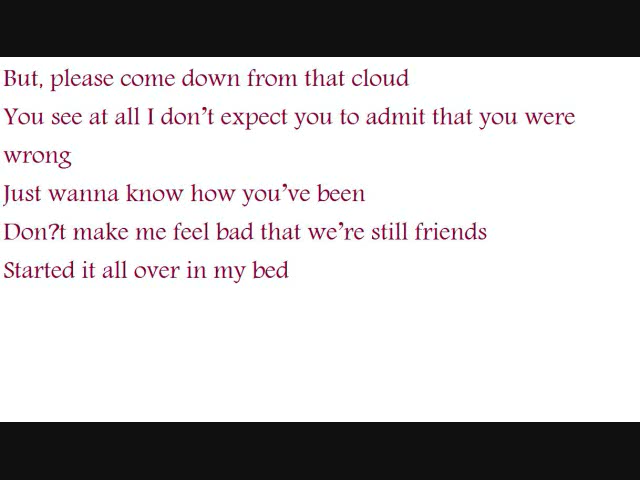 But, please come down from that cloud
You see at all I don’t expect you to admit that you were
wrong
Just wanna know how you’ve been
Don?t make me feel bad that we’re still friends
Started it all over in my bed